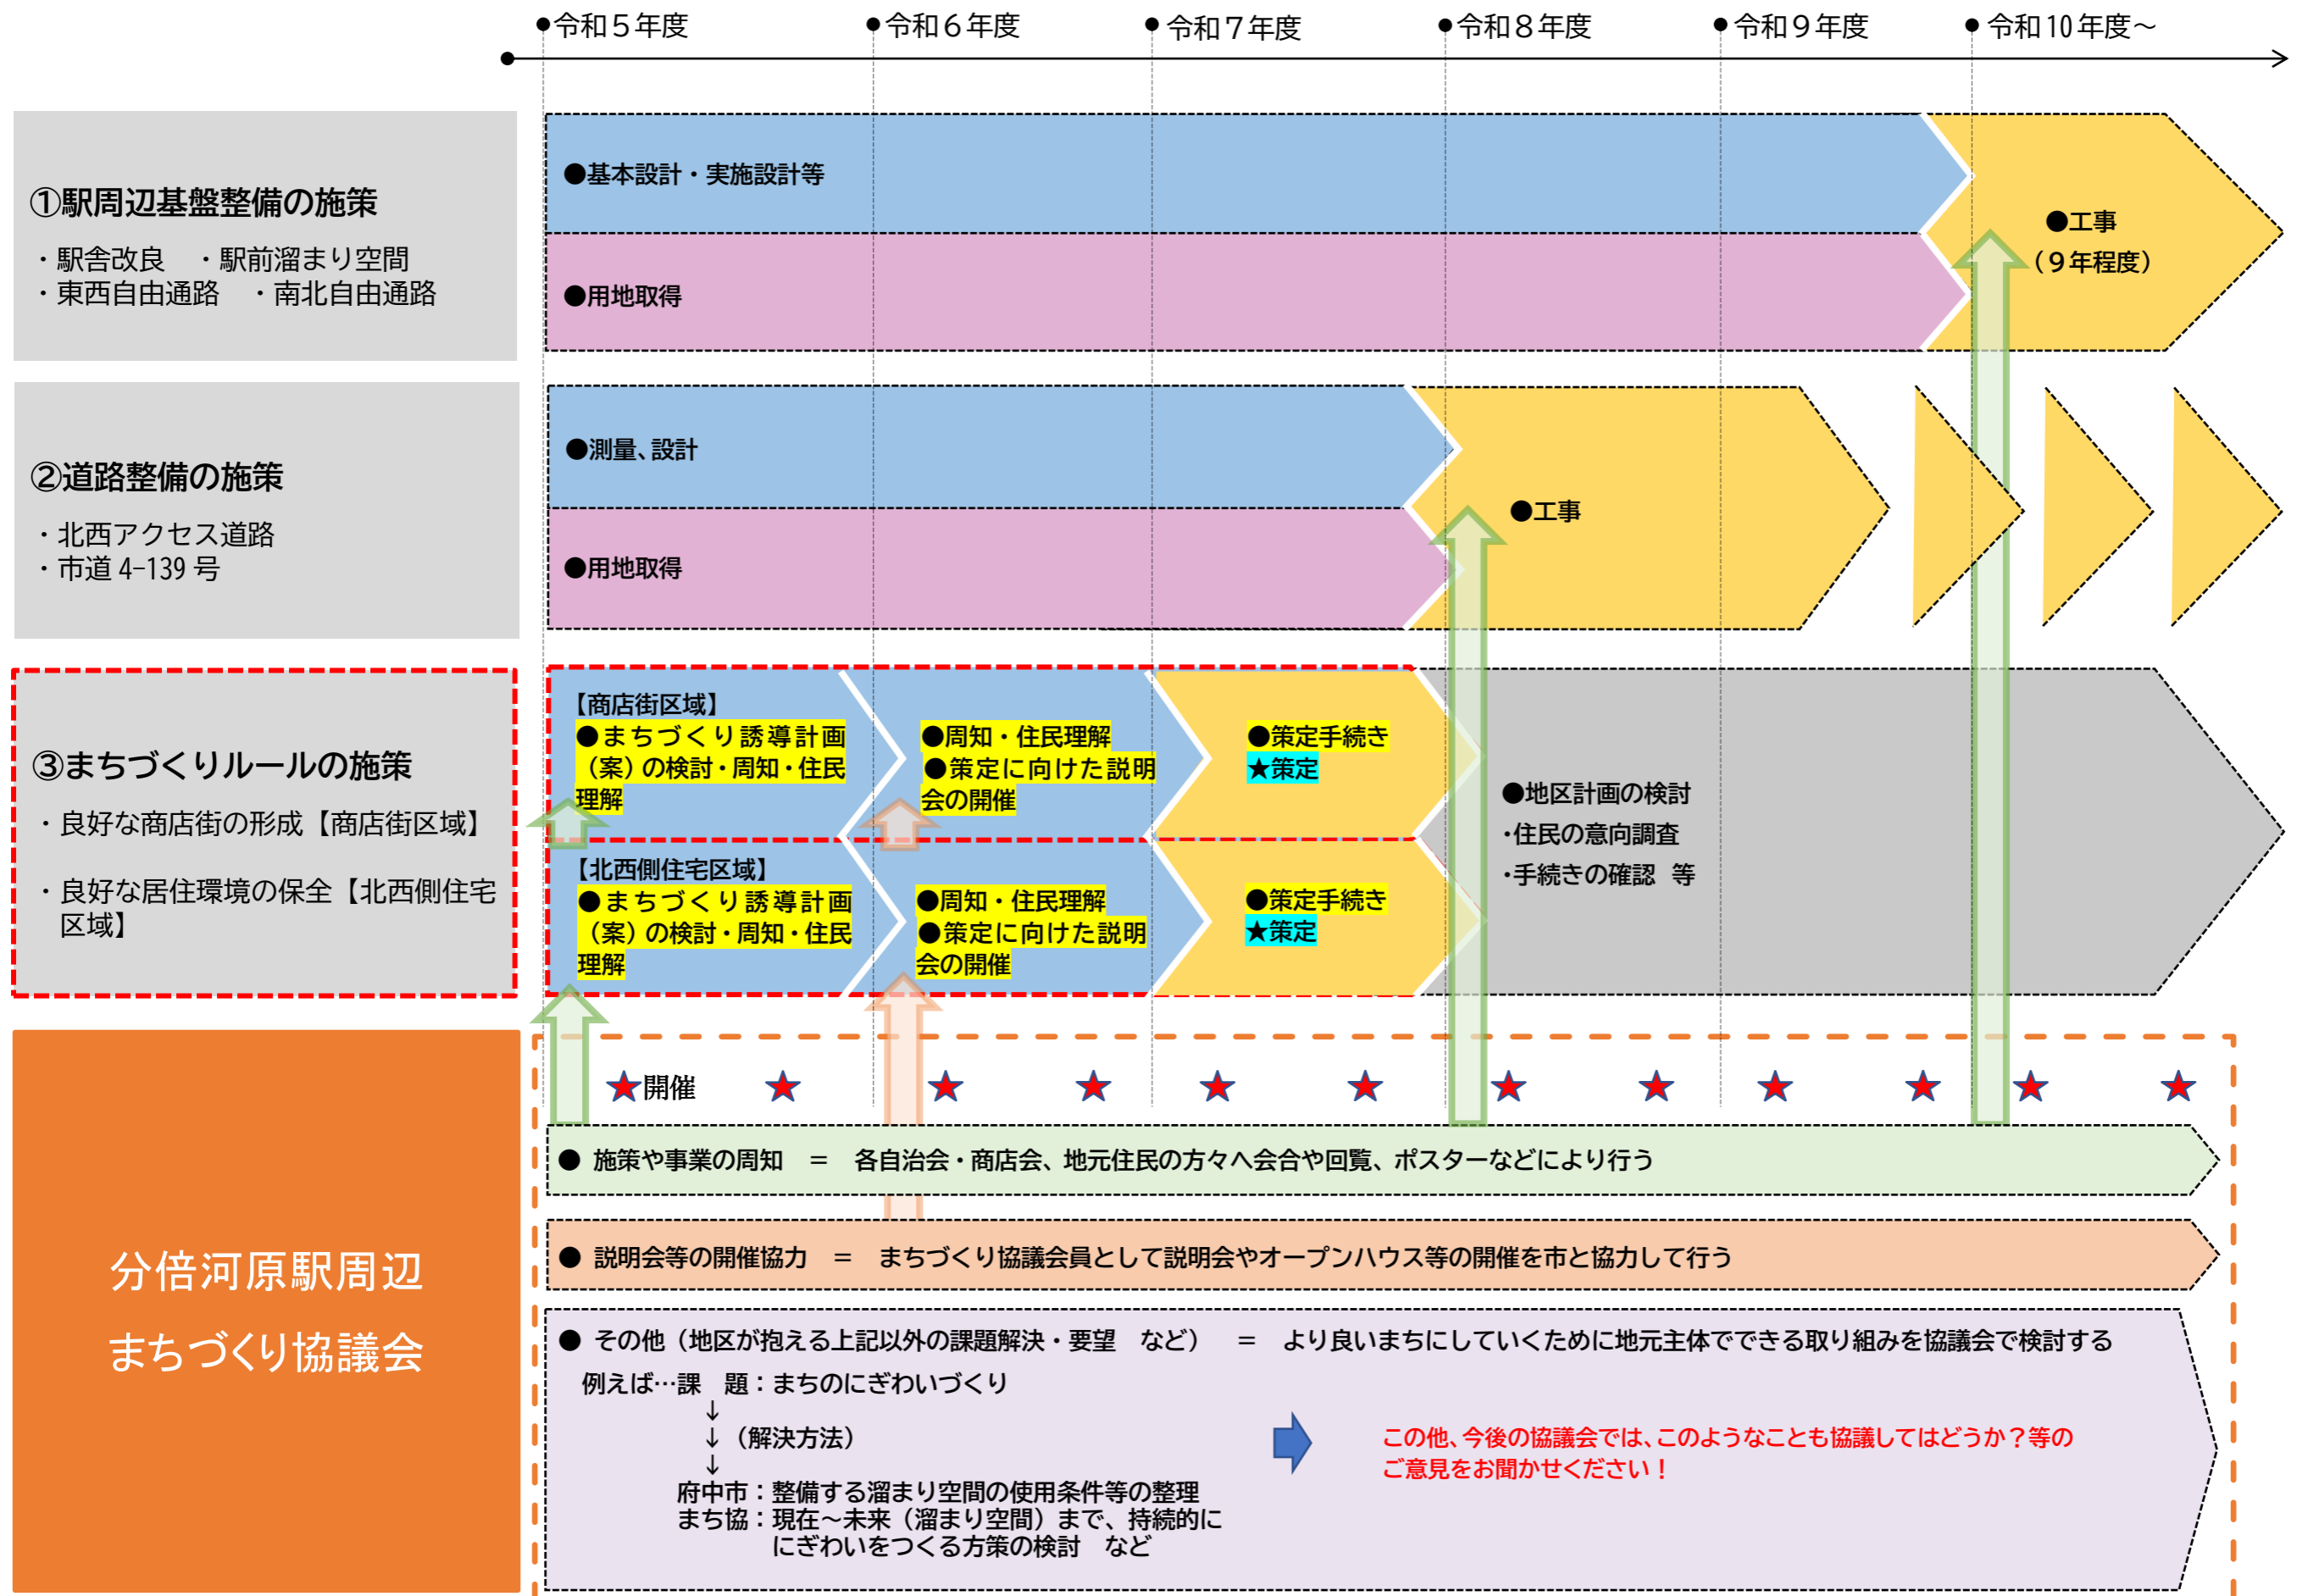 ●令和５年度 ●令和６年度 ●令和７年度 ●令和８年度 ●令和９年度 ●令和10年度～
①駅周辺基盤整備の施策
・駅舎改良　・駅前溜まり空間
・東西自由通路　・南北自由通路
●基本設計・実施設計等
●用地取得
●工事
（９年程度）
②道路整備の施策
・北西アクセス道路
・市道4-139号
●測量、設計
●用地取得
●工事
③まちづくりルールの施策
・良好な商店街の形成【商店街区域】
・良好な居住環境の保全【北西側住宅
区域】
【商店街区域】
●まちづくり誘導計画
（案）の検討・周知・住民
理解
●周知・住民理解
●策定に向けた説明
会の開催
●策定手続き
★策定
【北西側住宅区域】
●まちづくり誘導計画
（案）の検討・周知・住民
理解
●周知・住民理解
●策定に向けた説明
会の開催
●策定手続き
★策定
●地区計画の検討
・住民の意向調査
・手続きの確認　等
分倍河原駅周辺
まちづくり協議会
★開催
● 施策や事業の周知　＝　各自治会・商店会、地元住民の方々へ会合や回覧、ポスターなどにより行う
● 説明会等の開催協力　＝　まちづくり協議会員として説明会やオープンハウス等の開催を市と協力して行う
● その他（地区が抱える上記以外の課題解決・要望　など）　＝　より良いまちにしていくために地元主体でできる取り組みを協議会で検討する
例えば…課　題：まちのにぎわいづくり
↓
↓（解決方法）
↓
府中市：整備する溜まり空間の使用条件等の整理
まち協：現在～未来（溜まり空間）まで、持続的に
にぎわいをつくる方策の検討　など
この他、今後の協議会では、このようなことも協議してはどうか？等の
ご意見をお聞かせください！